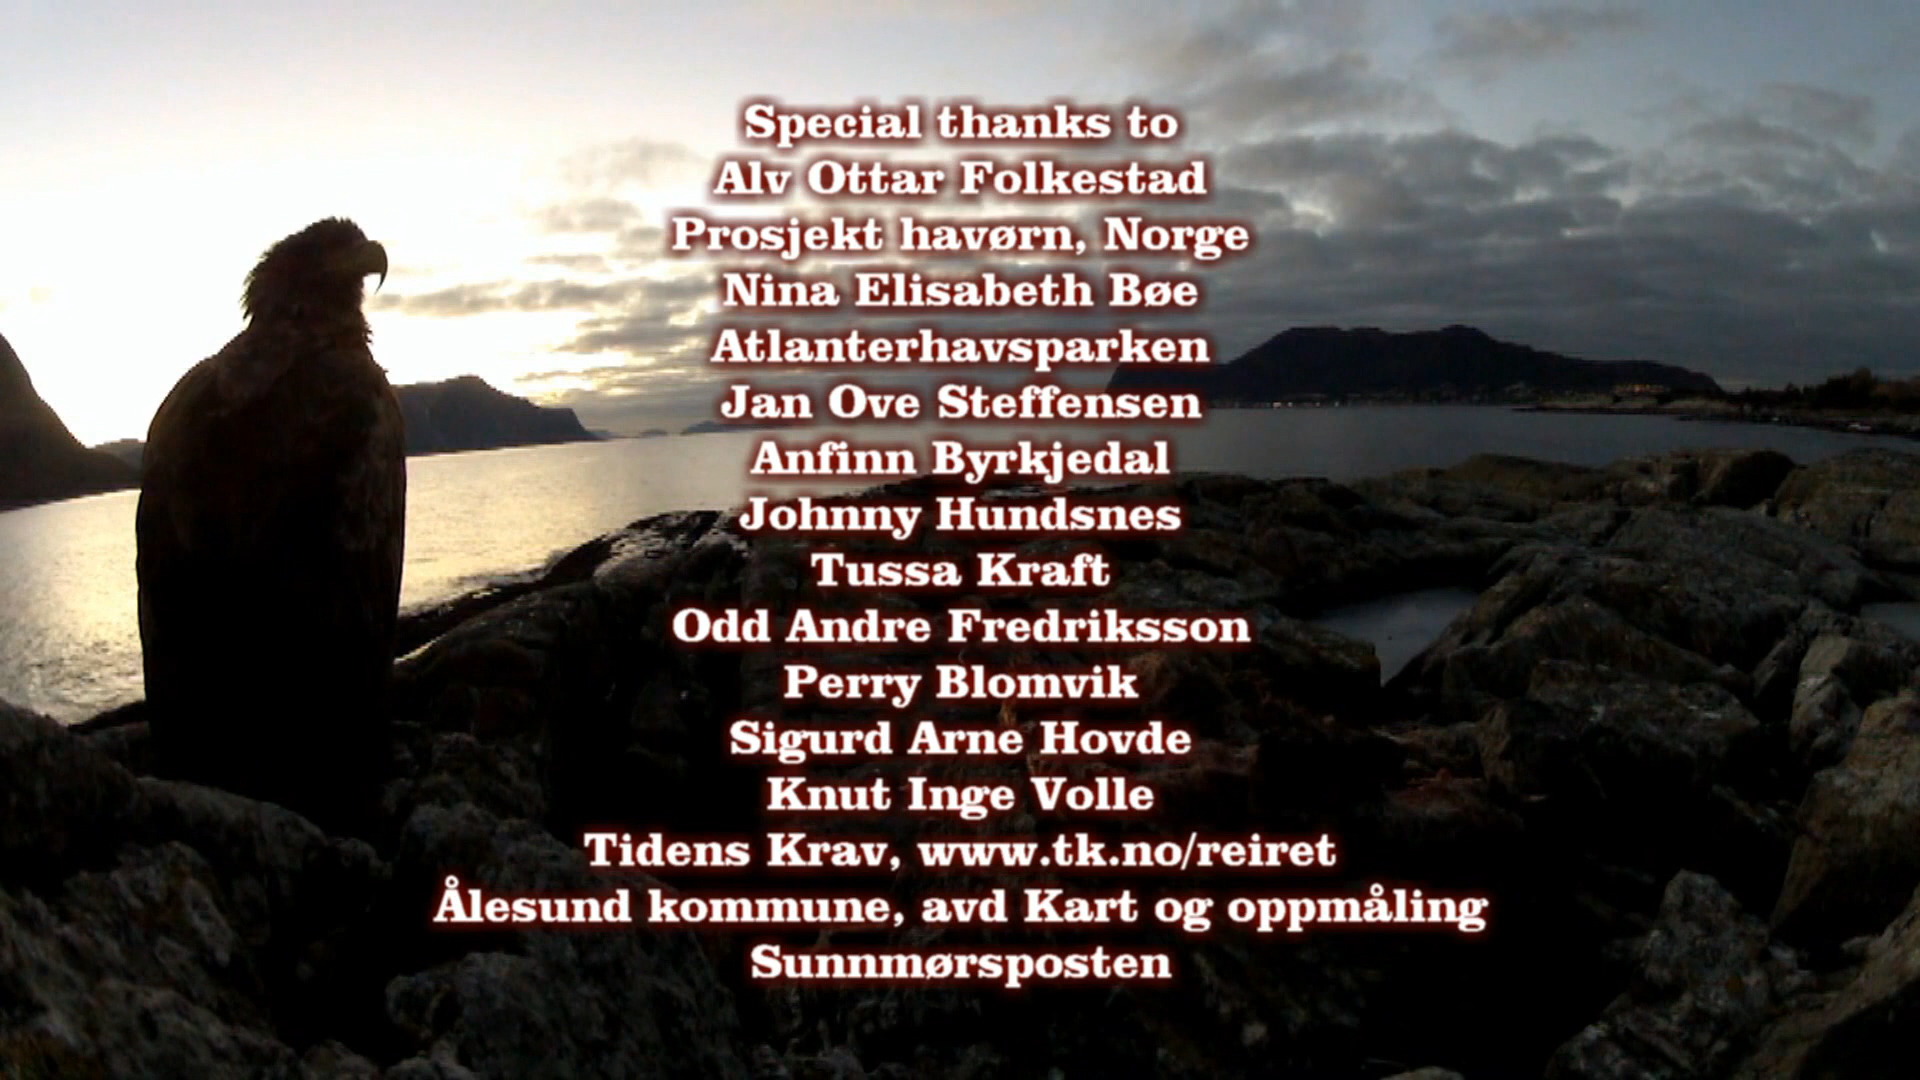 Special thanks to
Alv Ottar Folkestad
Prosjekt havørn, Norge
Nina Elisabeth Bøe
Atlanterhavsparken
Jan Ove Steffensen
Anfinn Byrkjedal
Johnny Hundsnes
Tussa Kraft
Odd Andre Fredriksson
Perry Blomvik
Sigurd Arne Hovde
Knut Inge Volle
Tidens Krav, www.tk.no/reiret
Ålesund kommune, avd Kart og oppmåling
Sunnmørsposten